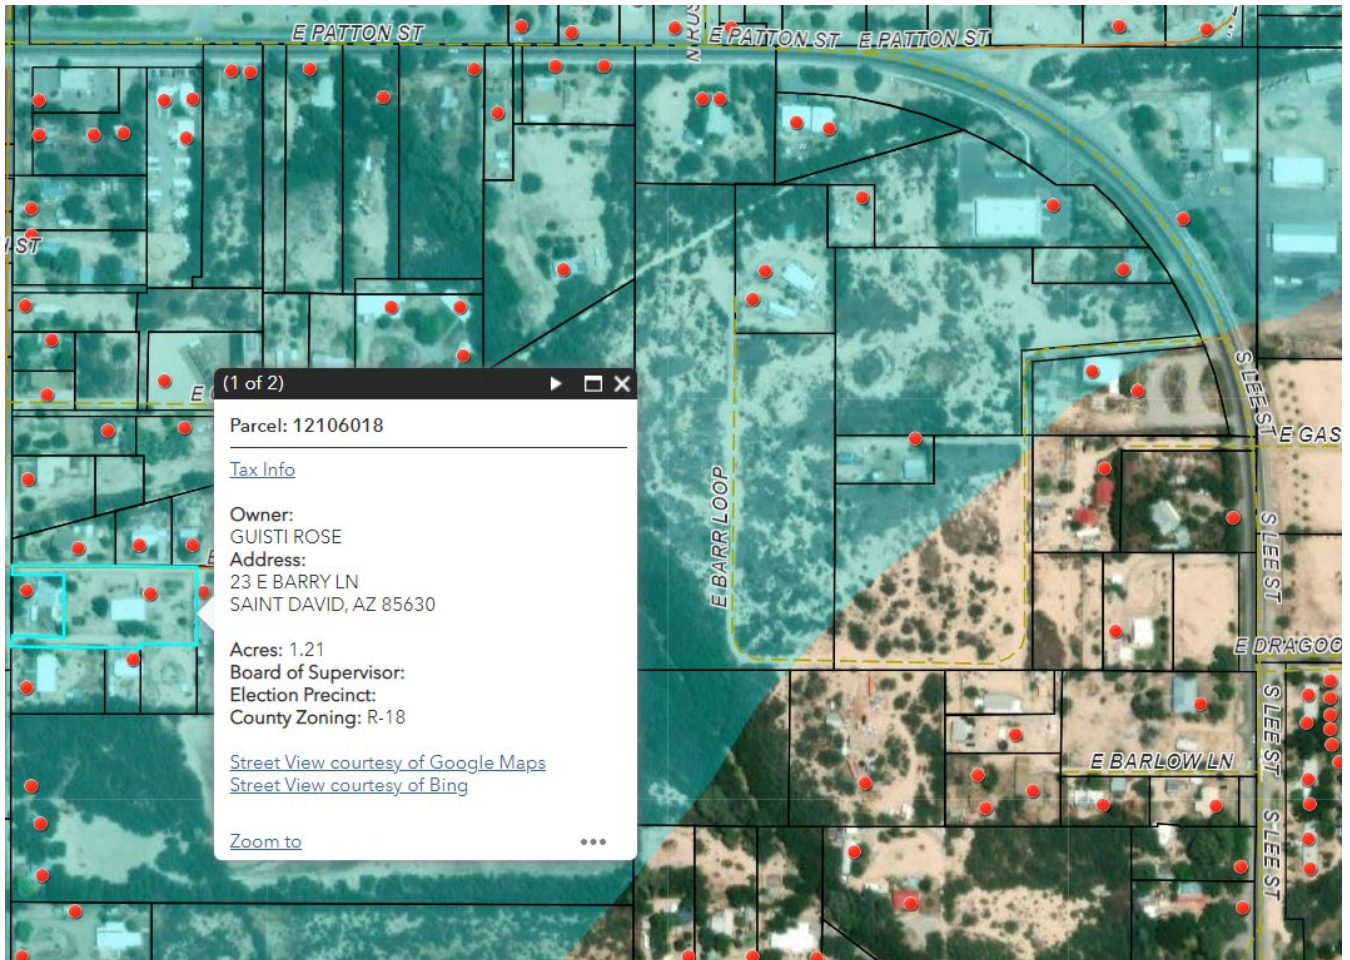 E PATTON ST
E PATTON ST
E PATTON ST
N RUS
ST
S LEE ST
(1 of 2)
Parcel: 12106018
Tax Info
Owner:
GUISTI ROSE
Address:
23 E BARRY LN
SAINT DAVID, AZ 85630
Acres: 1.21
Board of Supervisor:
Election Precinct:
County Zoning: R-18
Street View courtesy of Google Maps
Street View courtesy of Bing
Zoom to
E
E GAS
E BARR LOOP
S LEE ST
E DRAGOO
S LEE ST
E BARLOW LN
S LEE ST